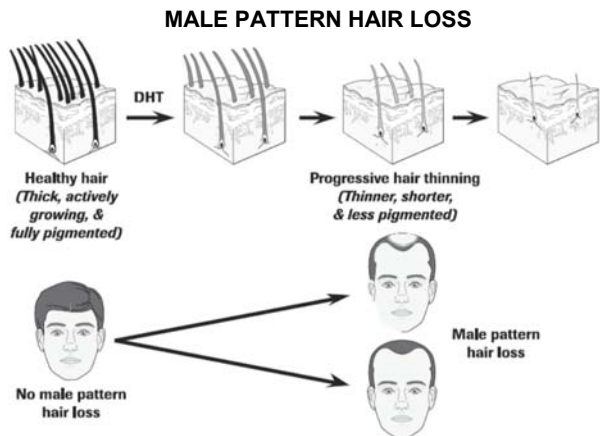 MALE PATTERN HAIR LOSS
DHT
Healthy hair
(Thick, actively
growing, &
fully pigmented)
Progressive hair thinning
(Thinner, shorter,
& less pigmented)
No male pattern
hair loss
Male pattern
hair loss